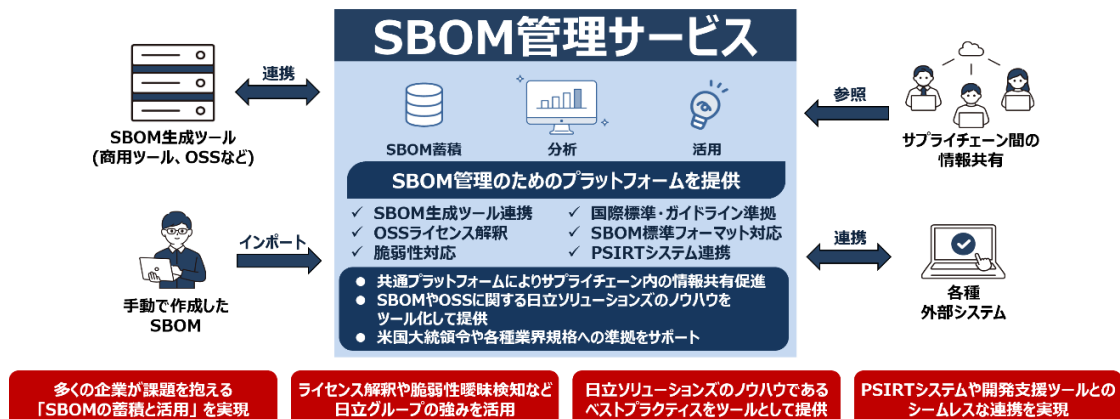 SBOM管理サービス
連携
SBOM生成ツール
(商用ツール、OSSなど)
インポート
手動で作成した
SBOM
SBOM蓄積
分析
活用
SBOM管理のためのプラットフォームを提供
✓ SBOM生成ツール連携
✓ OSSライセンス解釈
✓ 脆弱性対応
✓ 国際標準・ガイドライン準拠
✓ SBOM標準フォーマット対応
✓ PSIRTシステム連携
● 共通プラットフォームによりサプライチェーン内の情報共有促進
● SBOMやOSSに関する日立ソリューションズのノウハウを
ツール化して提供
● 米国大統領令や各種業界規格への準拠をサポート
参照
サプライチェーン間の
情報共有
連携
各種
外部システム
多くの企業が課題を抱える
「SBOMの蓄積と活用」を実現
ライセンス解釈や脆弱性曖昧検知など
日立グループの強みを活用
日立ソリューションズのノウハウである
ベストプラクティスをツールとして提供
PSIRTシステムや開発支援ツールとの
シームレスな連携を実現